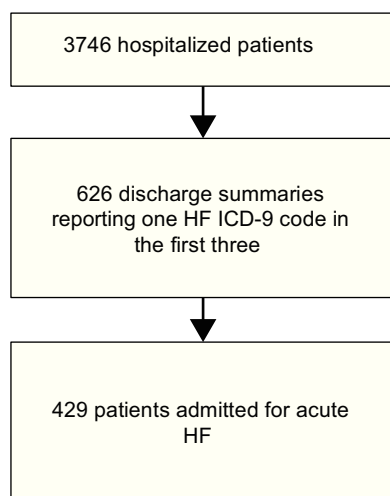 3746 hospitalized patients
626 discharge summaries
reporting one HF ICD-9 code in
the first three
429 patients admitted for acute
HF